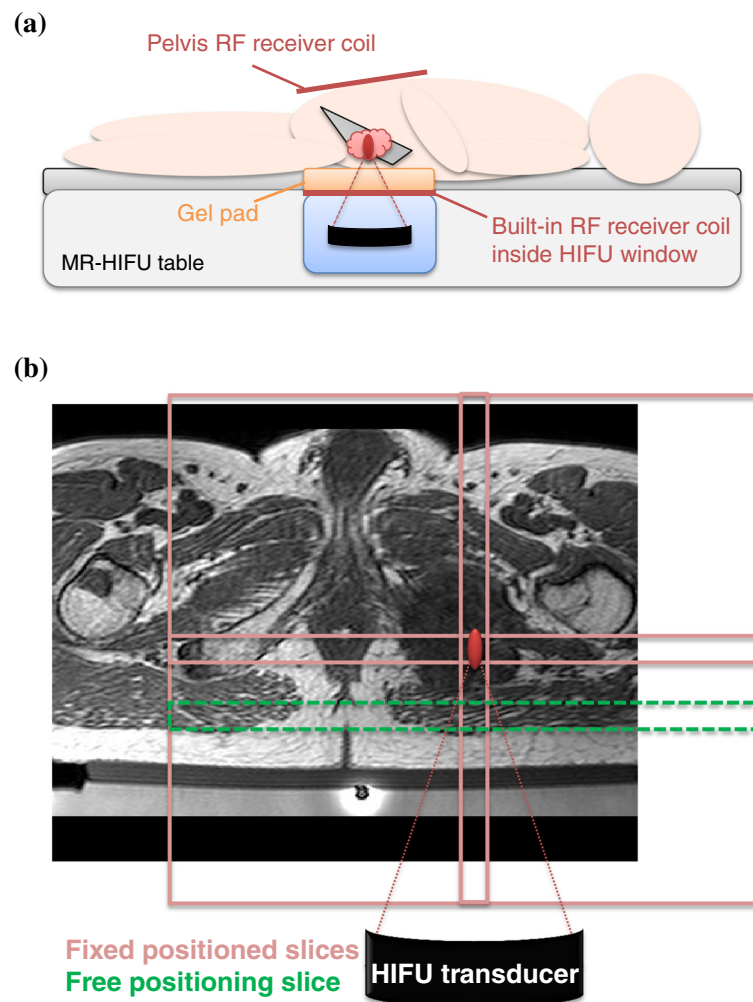 (a)
Pelvis RF receiver coil
Gel pad
Built-in RF receiver coil
inside HIFU window
MR-HIFU table
(b)
Fixed positioned slices
Free positioning slice
HIFU transducer